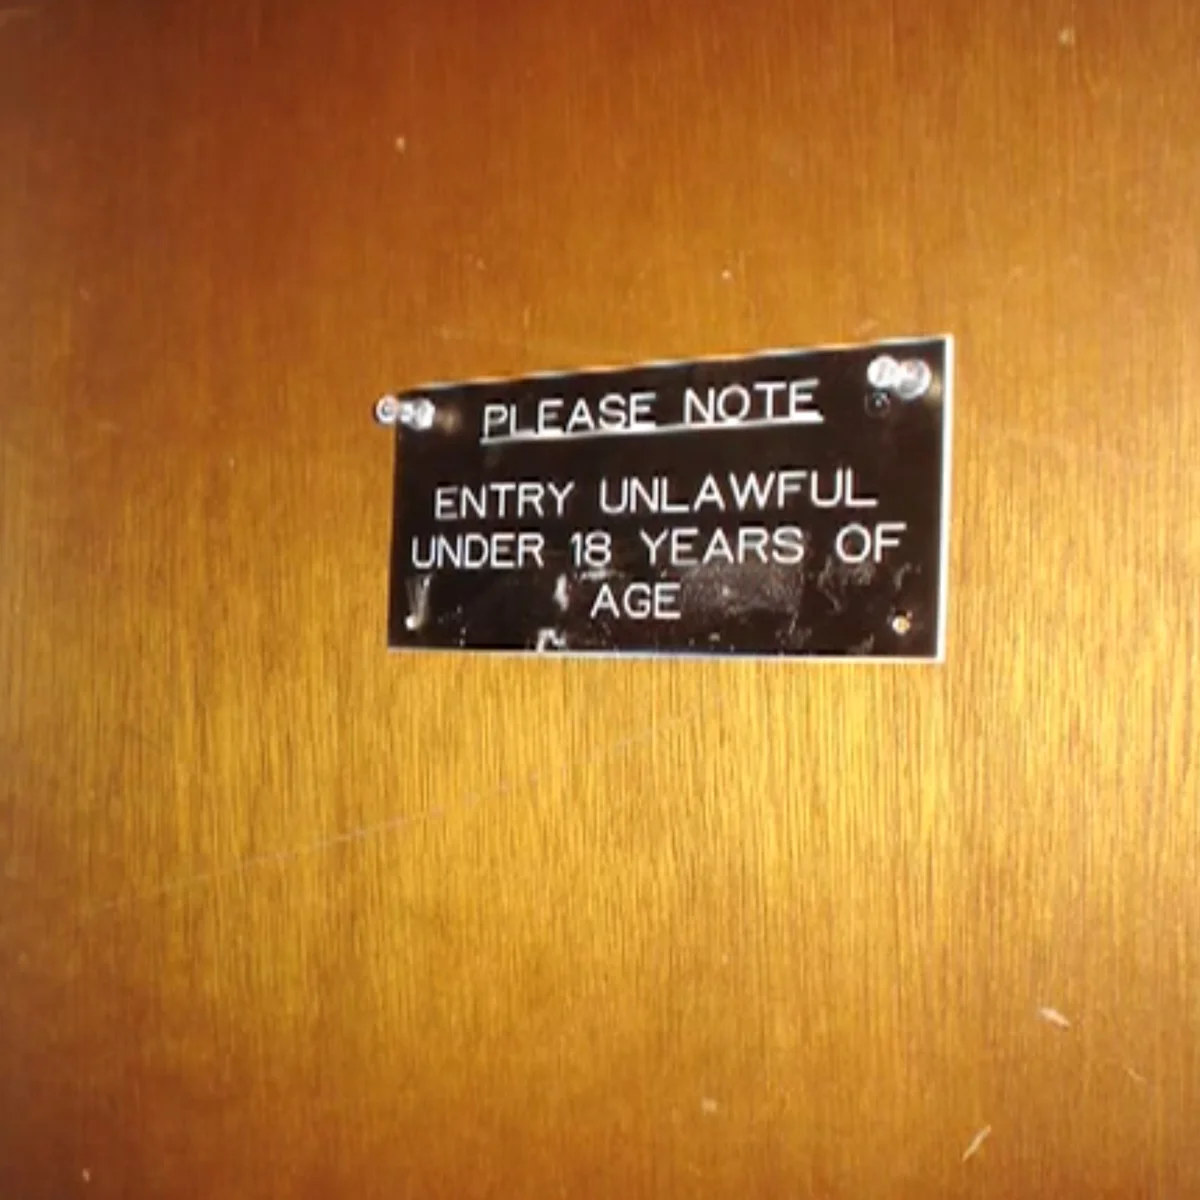 PLEASE NOTE
ENTRY UNLAWFUL
UNDER 18 YEARS OF
AGE